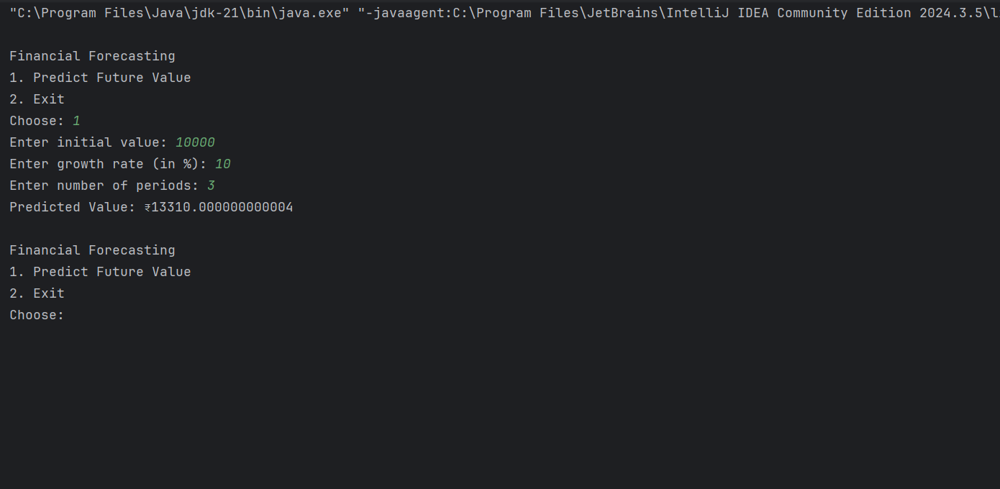 "C:\Program Files\Java\jdk-21\bin\java.exe" "-javaagent:C:\Program Files\JetBrains\IntelliJ IDEA Community Edition 2024.3.5\l
Financial Forecasting
1. Predict Future Value
2. Exit
Choose: 1
Enter initial value: 10000
Enter growth rate (in %): 10
Enter number of periods: 3
Predicted Value: ₹13310.000000000004
Financial Forecasting
1. Predict Future Value
2. Exit
Choose: